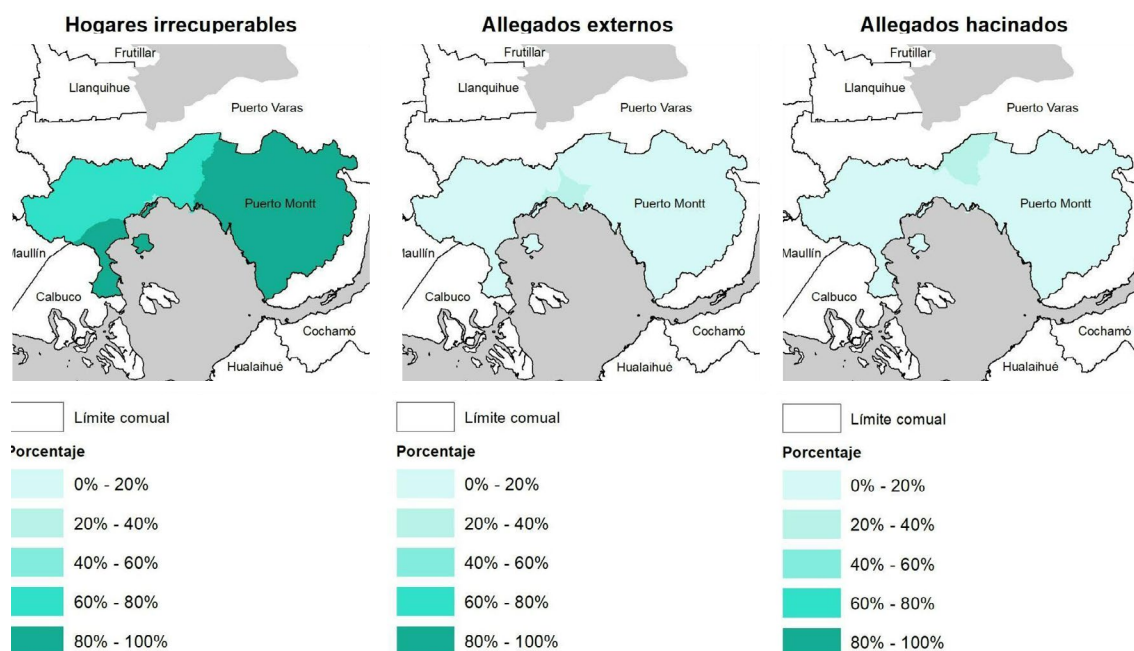 Hogares irrecuperables
Frutillar
Llanquihue
Puerto Varas
Puerto Montt
Maullín
Calbuco
Cochamó
Hualaihué
Límite comual
Porcentaje
0% - 20%
20% - 40%
40% - 60%
60% - 80%
80% - 100%
Allegados externos
Frutillar
Llanquihue
Puerto Varas
Puerto Montt
Maullín
Calbuco
Cochamó
Hualaihué
Límite comual
Porcentaje
0% - 20%
20% - 40%
40% - 60%
60% - 80%
80% - 100%
Allegados hacinados
Frutillar
Llanquihue
Puerto Varas
Puerto Montt
Maullín
Calbuco
Cochamó
Hualaihué
Límite comual
Porcentaje
0% - 20%
20% - 40%
40% - 60%
60% - 80%
80% - 100%